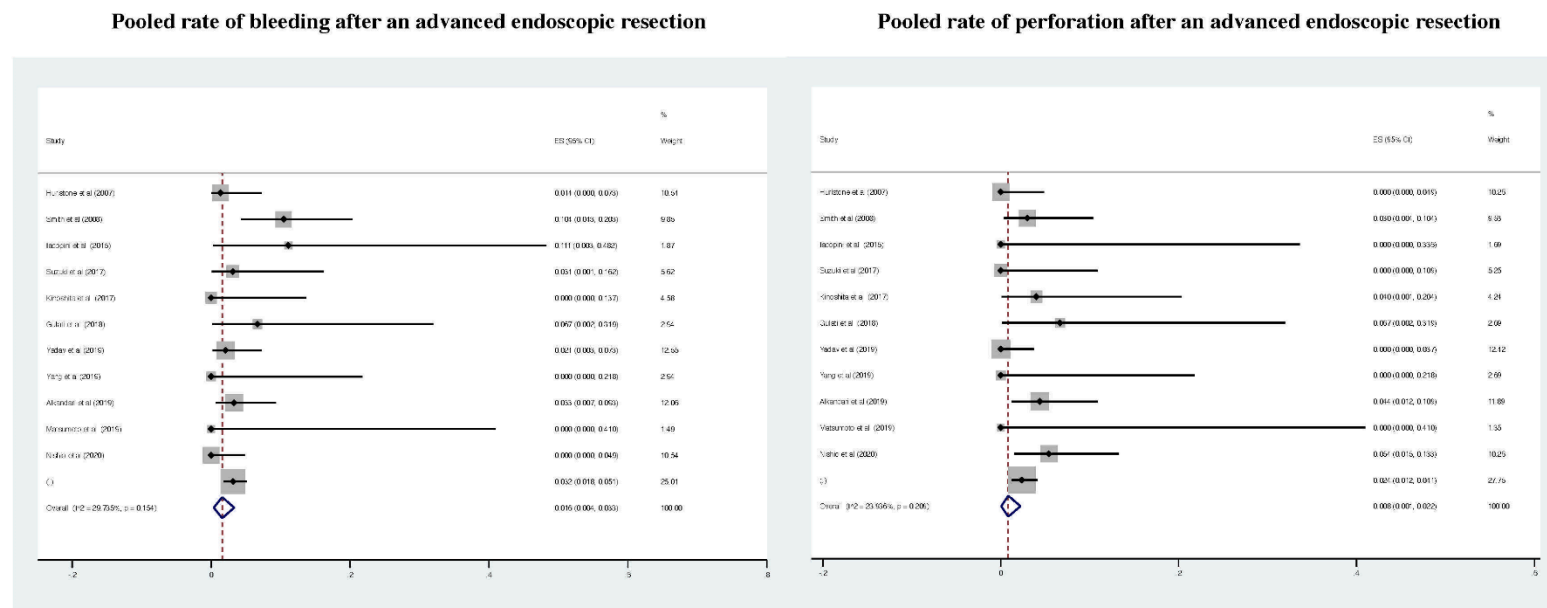 Pooled rate of bleeding after an advanced endoscopic resection
%
Study ES (95% CI) Weight
Hurlstone et al (2007) 0.014 (0.000, 0.073) 10.51
Smith et al (2008) 0.104 (0.043, 0.203) 9.85
Iacopini et al (2015) 0.111 (0.003, 0.482) 1.87
Suzuki et al (2017) 0.031 (0.001, 0.162) 5.62
Kinoshita et al (2017) 0.000 (0.000, 0.137) 4.58
Gulati et al (2018) 0.067 (0.002, 0.319) 2.94
Yadav et al (2019) 0.021 (0.003, 0.073) 12.55
Yang et al (2019) 0.000 (0.000, 0.218) 2.94
Alkandari et al (2019) 0.033 (0.007, 0.093) 12.06
Matsumoto et al (2019) 0.000 (0.000, 0.410) 1.49
Nishio et al (2020) 0.000 (0.000, 0.049) 10.54
(.) 0.032 (0.018, 0.051) 25.01
Overall (I^2 = 29.735%, p = 0.154) 0.016 (0.004, 0.033) 100.00
-.2 0 .2 .4 .6 .8
Pooled rate of perforation after an advanced endoscopic resection
%
Study ES (95% CI) Weight
Hurlstone et al (2007) 0.000 (0.000, 0.049) 10.25
Smith et al (2008) 0.030 (0.001, 0.104)
Iacopini et al (2015) 0.000 (0.000, 0.336) 1.69
Suzuki et al (2017) 0.000 (0.000, 0.109) 5.25
Kinoshita et al (2017) 0.040 (0.001, 0.204) 4.24
Gulati et al (2018) 0.067 (0.002, 0.319) 2.69
Yadav et al (2019) 0.000 (0.000, 0.037) 12.42
Yang et al (2019) 0.000 (0.000, 0.218) 2.69
Alkandari et al (2019) 0.044 (0.012, 0.109) 11.89
Matsumoto et al (2019) 0.000 (0.000, 0.410) 1.35
Nishio et al (2020) 0.054 (0.015, 0.133) 10.25
(.) 0.024 (0.012, 0.041) 27.75
Overall (I^2 = 23.936%, p = 0.209) 0.008 (0.001, 0.022) 100.00
-.2 0 .2 .4 .6